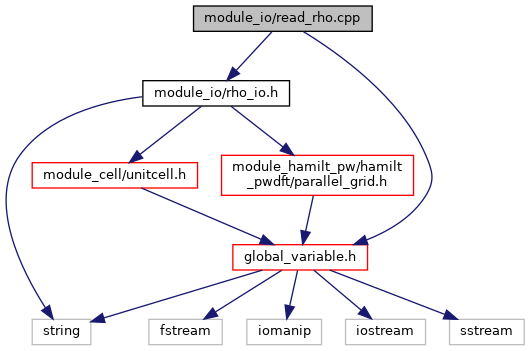 module_io/read_rho.cpp
module_io/rho_io.h
module_cell/unitcell.h
module_hamilt_pw/hamilt
_pwdft/parallel_grid.h
global_variable.h
string
fstream
iomanip
iostream
sstream